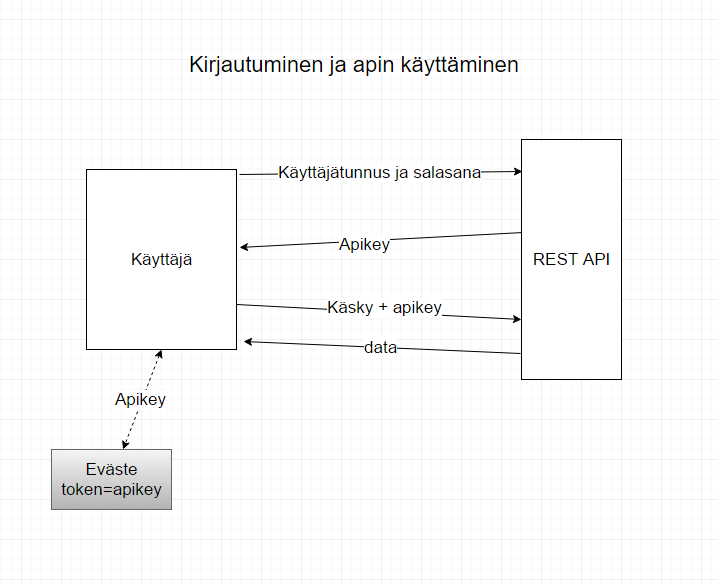 Kirjautuminen ja apin käyttäminen
Käyttäjätunnus ja salasana
Apikey
Käyttäjä
REST API
Käsky + apikey
data
Apikey
Eväste
token=apikey